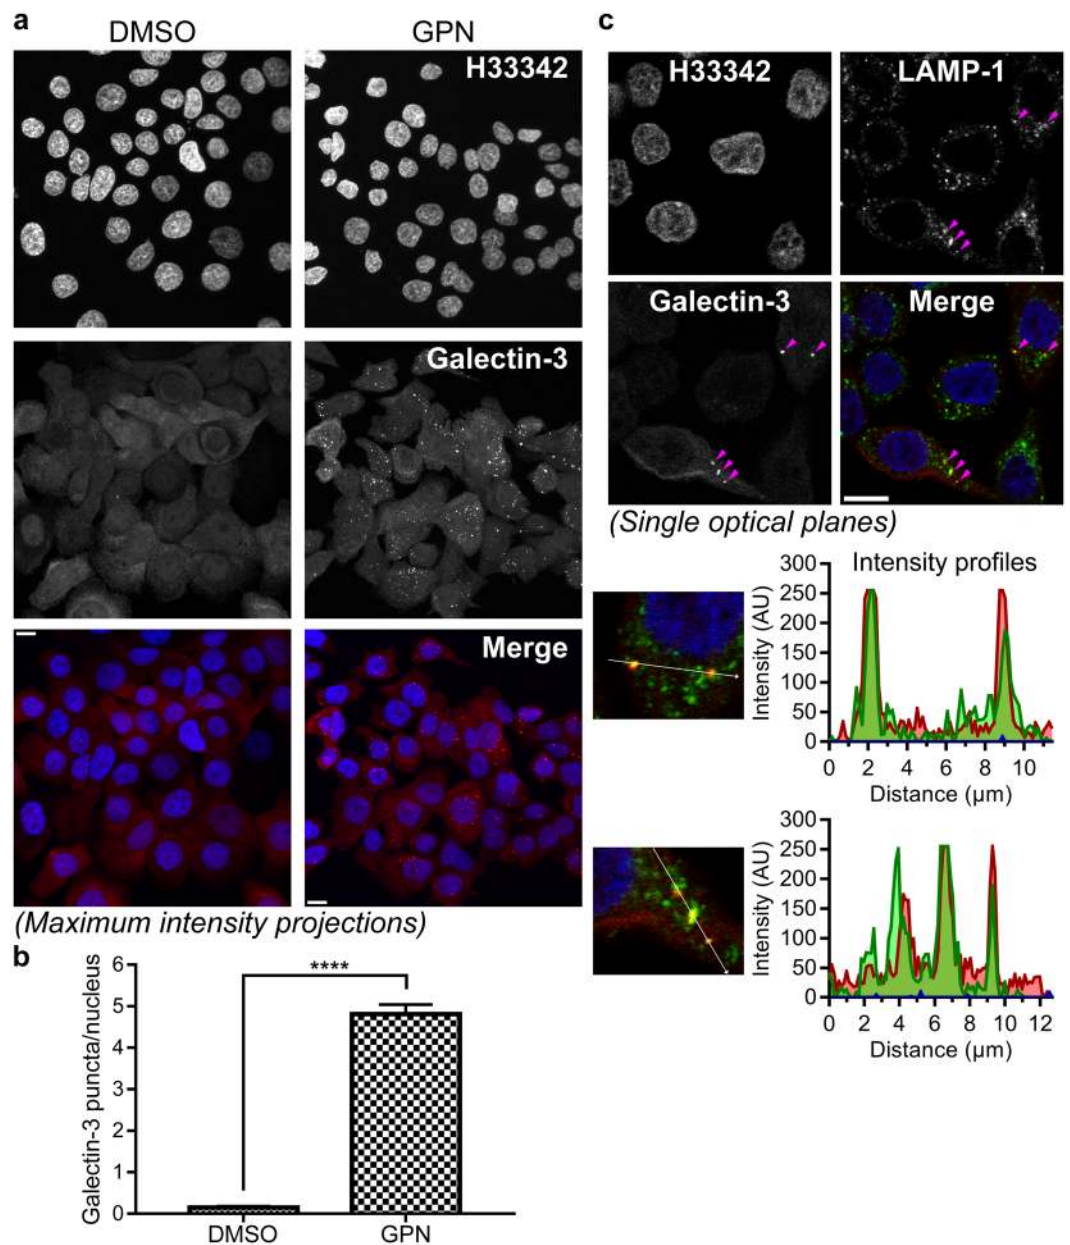 a
DMSO GPN
H33342
Galectin-3
Merge
(Maximum intensity projections)
b
Galectin-3 puncta/nucleus
6
5
4
3
2
1
0
****
DMSO GPN
c
H33342 LAMP-1
Galectin-3 Merge
(Single optical planes)
Intensity profiles
Intensity (AU)
300
250
200
150
100
50
0
0 2 4 6 8 10
Distance (µm)
Intensity (AU)
300
250
200
150
100
50
0
0 2 4 6 8 10 12
Distance (µm)